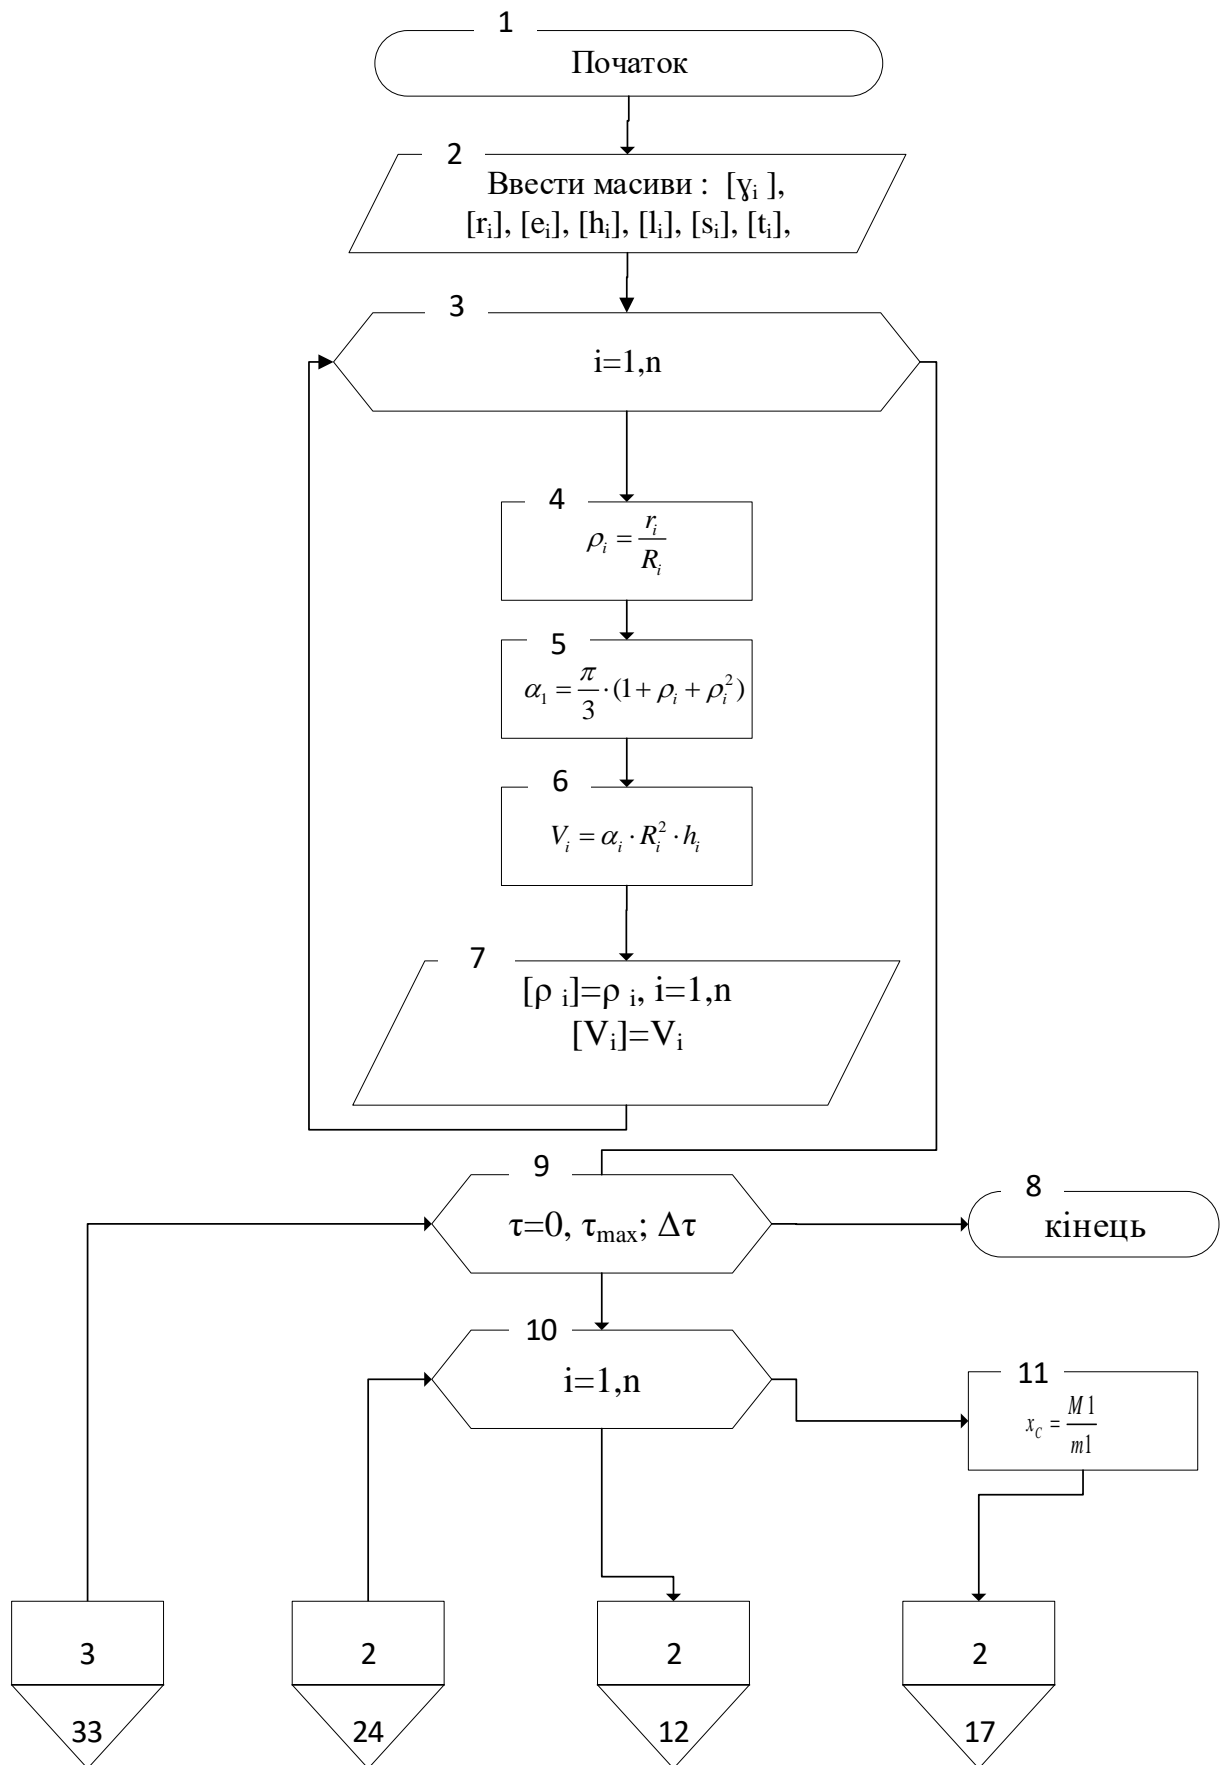 1
Початок
2
Ввести масиви : [ɣi ],
[ri], [ei], [hi], [li], [si], [ti],
3
i=1,n
4
ρi = ri / Ri
5
α1 = π/3 · (1 + ρi + ρi²)
6
Vi = αi · Ri² · hi
7
[ρ i]=ρ i, i=1,n
[Vi]=Vi
9
τ=0, τmax; Δτ
8
кінець
10
i=1,n
11
xC = M1 / m1
3
2
2
2
33
24
12
17